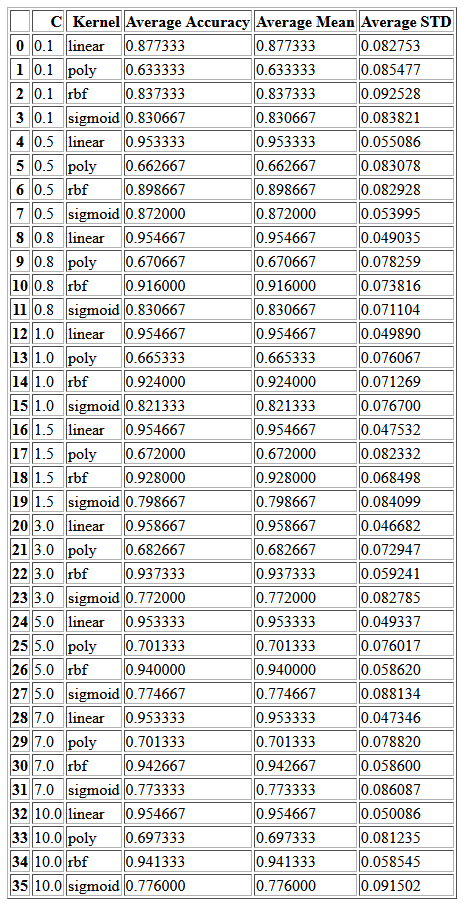 C Kernel Average Accuracy Average Mean Average STD
0 0.1 linear 0.877333 0.877333 0.082753
1 0.1 poly 0.633333 0.633333 0.085477
2 0.1 rbf 0.837333 0.837333 0.092528
3 0.1 sigmoid 0.830667 0.830667 0.083821
4 0.5 linear 0.953333 0.953333 0.055086
5 0.5 poly 0.662667 0.662667 0.083078
6 0.5 rbf 0.898667 0.898667 0.082928
7 0.5 sigmoid 0.872000 0.872000 0.053995
8 0.8 linear 0.954667 0.954667 0.049035
9 0.8 poly 0.670667 0.670667 0.078259
10 0.8 rbf 0.916000 0.916000 0.073816
11 0.8 sigmoid 0.830667 0.830667 0.071104
12 1.0 linear 0.954667 0.954667 0.049890
13 1.0 poly 0.665333 0.665333 0.076067
14 1.0 rbf 0.924000 0.924000 0.071269
15 1.0 sigmoid 0.821333 0.821333 0.076700
16 1.5 linear 0.954667 0.954667 0.047532
17 1.5 poly 0.672000 0.672000 0.082332
18 1.5 rbf 0.928000 0.928000 0.068498
19 1.5 sigmoid 0.798667 0.798667 0.084099
20 3.0 linear 0.958667 0.958667 0.046682
21 3.0 poly 0.682667 0.682667 0.072947
22 3.0 rbf 0.937333 0.937333 0.059241
23 3.0 sigmoid 0.772000 0.772000 0.082785
24 5.0 linear 0.953333 0.953333 0.049337
25 5.0 poly 0.701333 0.701333 0.076017
26 5.0 rbf 0.940000 0.940000 0.058620
27 5.0 sigmoid 0.774667 0.774667 0.088134
28 7.0 linear 0.953333 0.953333 0.047346
29 7.0 poly 0.701333 0.701333 0.078820
30 7.0 rbf 0.942667 0.942667 0.058600
31 7.0 sigmoid 0.773333 0.773333 0.086087
32 10.0 linear 0.954667 0.954667 0.050086
33 10.0 poly 0.697333 0.697333 0.081235
34 10.0 rbf 0.941333 0.941333 0.058545
35 10.0 sigmoid 0.776000 0.776000 0.091502